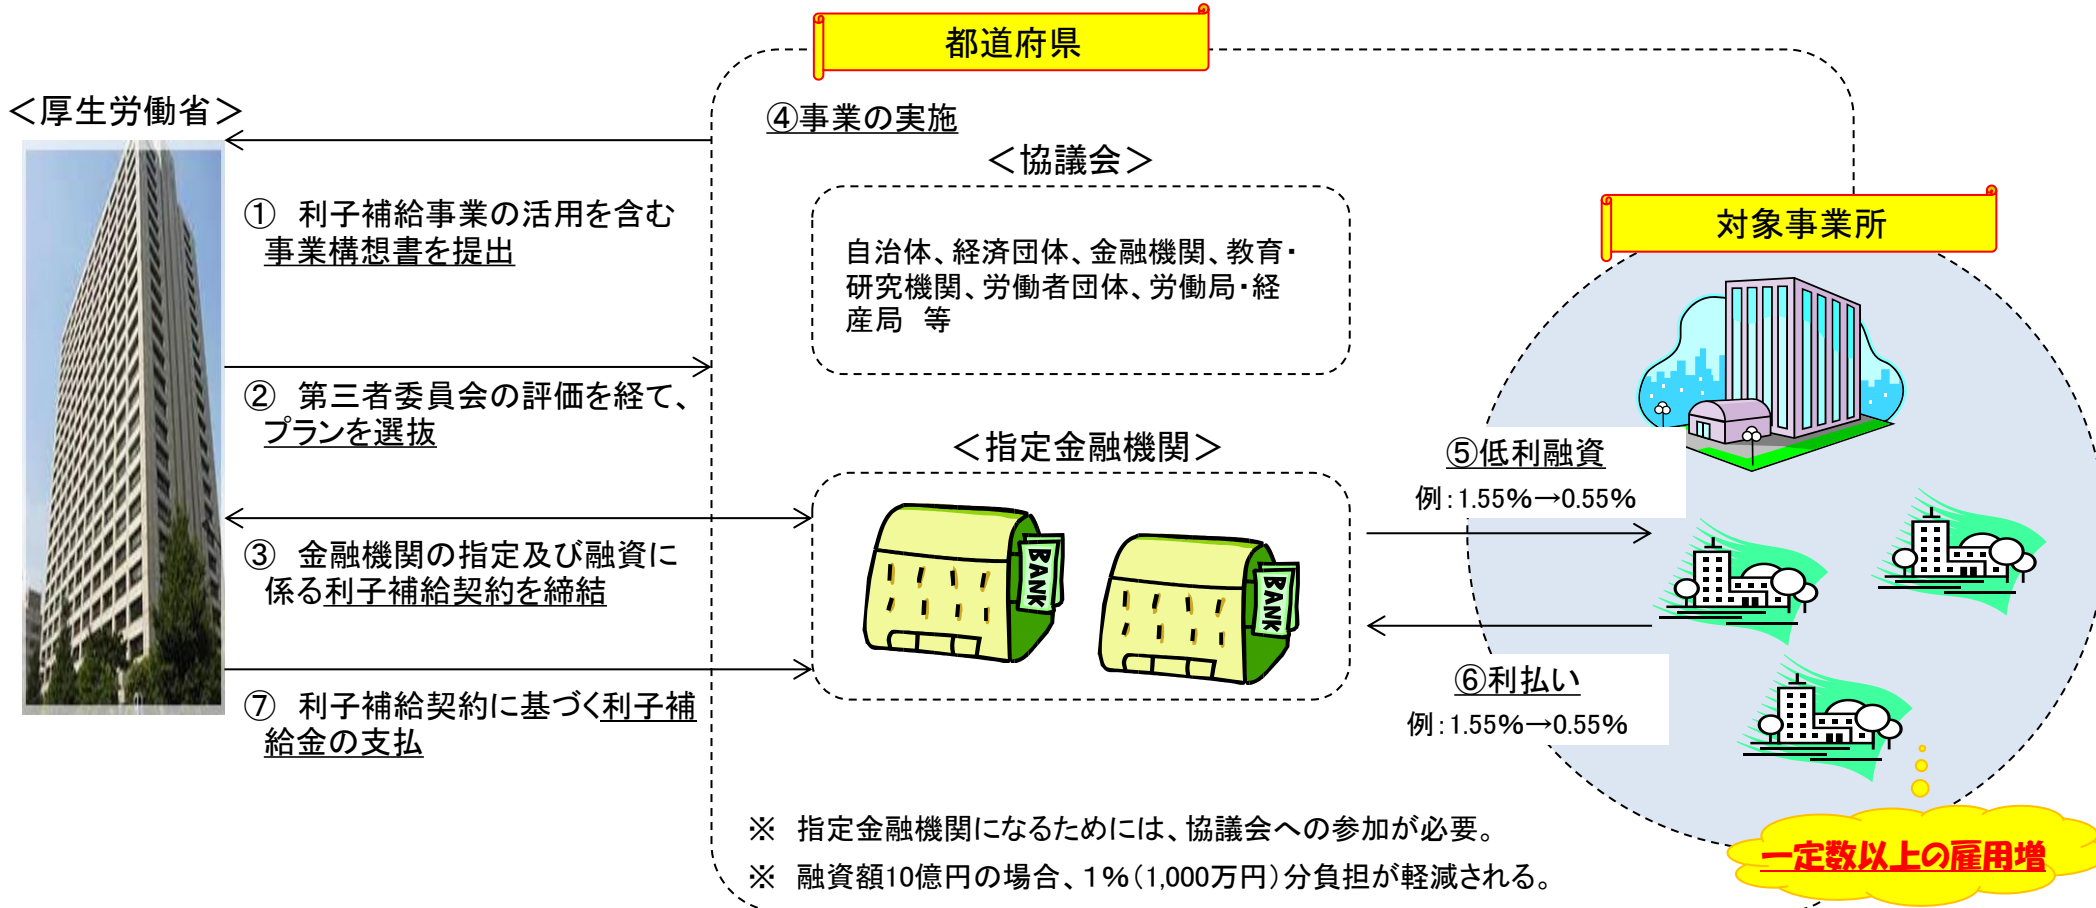 都道府県
＜厚生労働省＞
④事業の実施
＜協議会＞
① 利子補給事業の活用を含む
事業構想書を提出
自治体、経済団体、金融機関、教育・
研究機関、労働者団体、労働局・経
産局 等
対象事業所
② 第三者委員会の評価を経て、
プランを選抜
＜指定金融機関＞
⑤低利融資
例：1.55％→0.55％
③ 金融機関の指定及び融資に
係る利子補給契約を締結
BANK
BANK
⑥利払い
例：1.55％→0.55％
⑦ 利子補給契約に基づく利子補
給金の支払
※ 指定金融機関になるためには、協議会への参加が必要。
※ 融資額10億円の場合、１％（1,000万円）分負担が軽減される。
一定数以上の雇用増